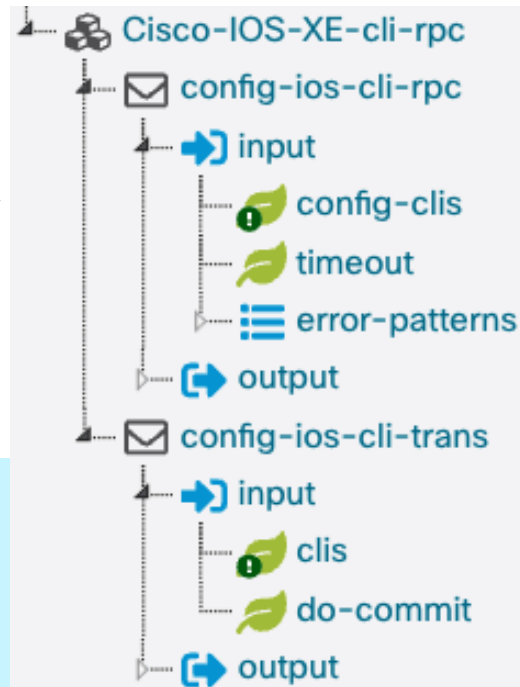 Cisco-IOS-XE-cli-rpc
config-ios-cli-rpc
input
config-clis
timeout
error-patterns
output
config-ios-cli-trans
input
clis
do-commit
output